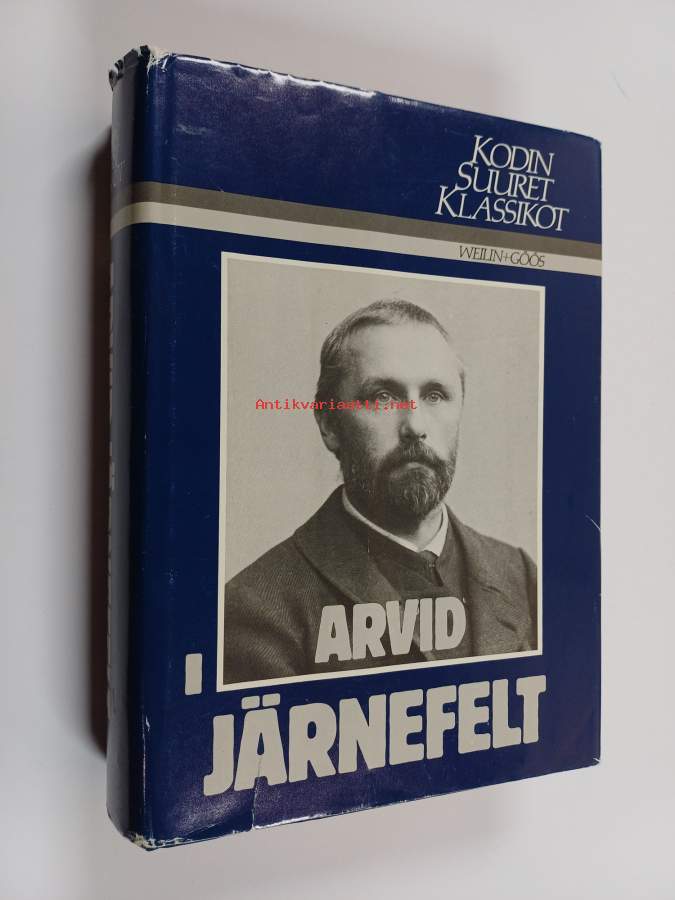 KODIN
SUURET
KLASSIKOT
WEILIN+GÖÖS
Antikvariaatti.net
ARVID
I
JÄRNEFELT